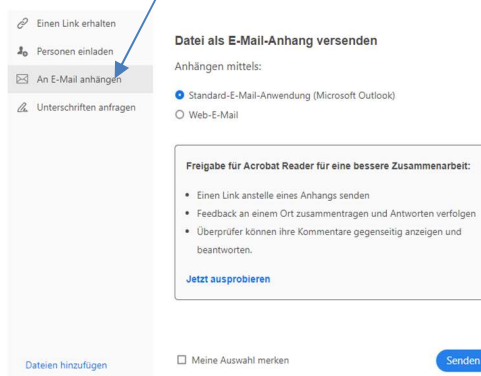 Einen Link erhalten
Personen einladen
An E-Mail anhängen
Unterschriften anfragen
Dateien hinzufügen
Datei als E-Mail-Anhang versenden
Anhängen mittels:
Standard-E-Mail-Anwendung (Microsoft Outlook)
Web-E-Mail
Freigabe für Acrobat Reader für eine bessere Zusammenarbeit:
• Einen Link anstelle eines Anhangs senden
• Feedback an einem Ort zusammentragen und Antworten verfolgen
• Überprüfer können ihre Kommentare gegenseitig anzeigen und
beantworten.
Jetzt ausprobieren
Meine Auswahl merken
Senden